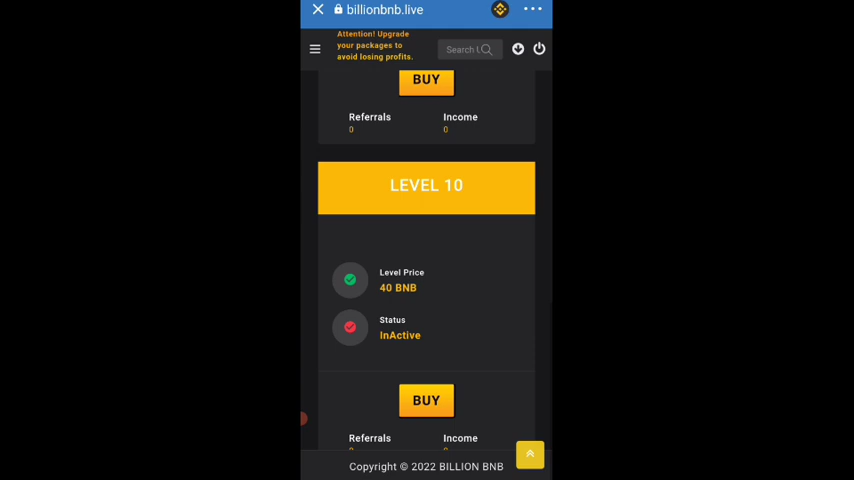 billionbnb.live
Attention! Upgrade
your packages to
avoid losing profits.
Search
BUY
Referrals
Income
0
0
LEVEL 10
Level Price
40 BNB
Status
InActive
BUY
Referrals
Income
Copyright © 2022 BILLION BNB